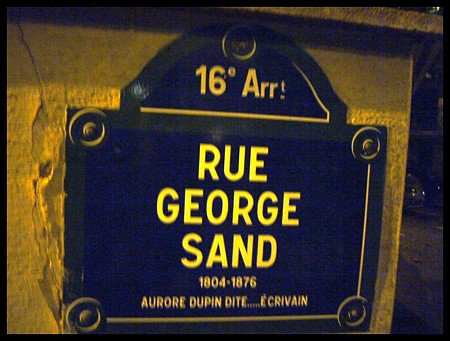 16e Arrt
RUE
GEORGE
SAND
1804-1876
AURORE DUPIN DITE.....ÉCRIVAIN